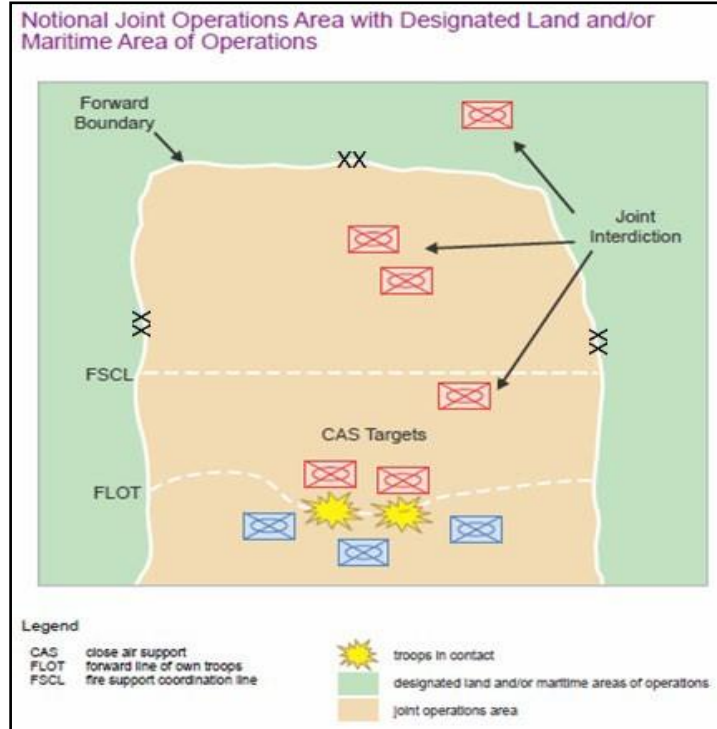 Notional Joint Operations Area with Designated Land and/or
Maritime Area of Operations
Forward
Boundary
XX
Joint
Interdiction
XX
XX
FSCL
CAS Targets
FLOT
Legend
CAS close air support
FLOT forward line of own troops
FSCL fire support coordination line
troops in contact
designated land and/or maritime areas of operations
joint operations area